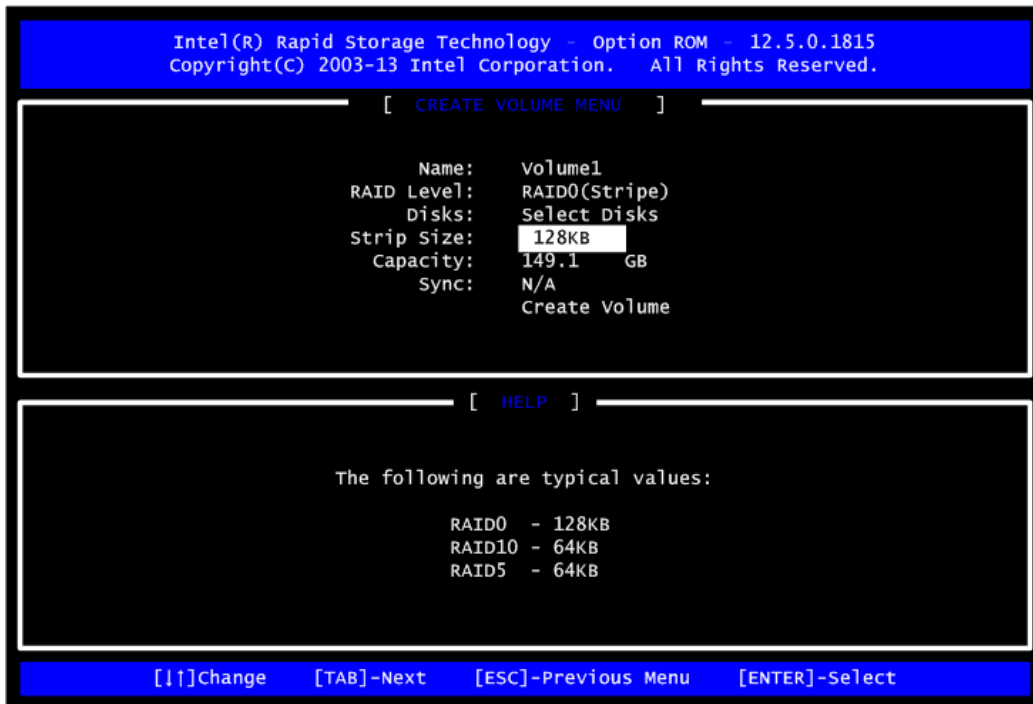 Intel(R) Rapid Storage Technology - Option ROM - 12.5.0.1815
Copyright(C) 2003-13 Intel Corporation. All Rights Reserved.
[ CREATE VOLUME MENU ]
Name: Volume1
RAID Level: RAID0(Stripe)
Disks: Select Disks
Strip Size: 128KB
Capacity: 149.1 GB
Sync: N/A
Create Volume
[ HELP ]
The following are typical values:
RAID0 - 128KB
RAID10 - 64KB
RAID5 - 64KB
[↓↑]Change [TAB]-Next [ESC]-Previous Menu [ENTER]-Select